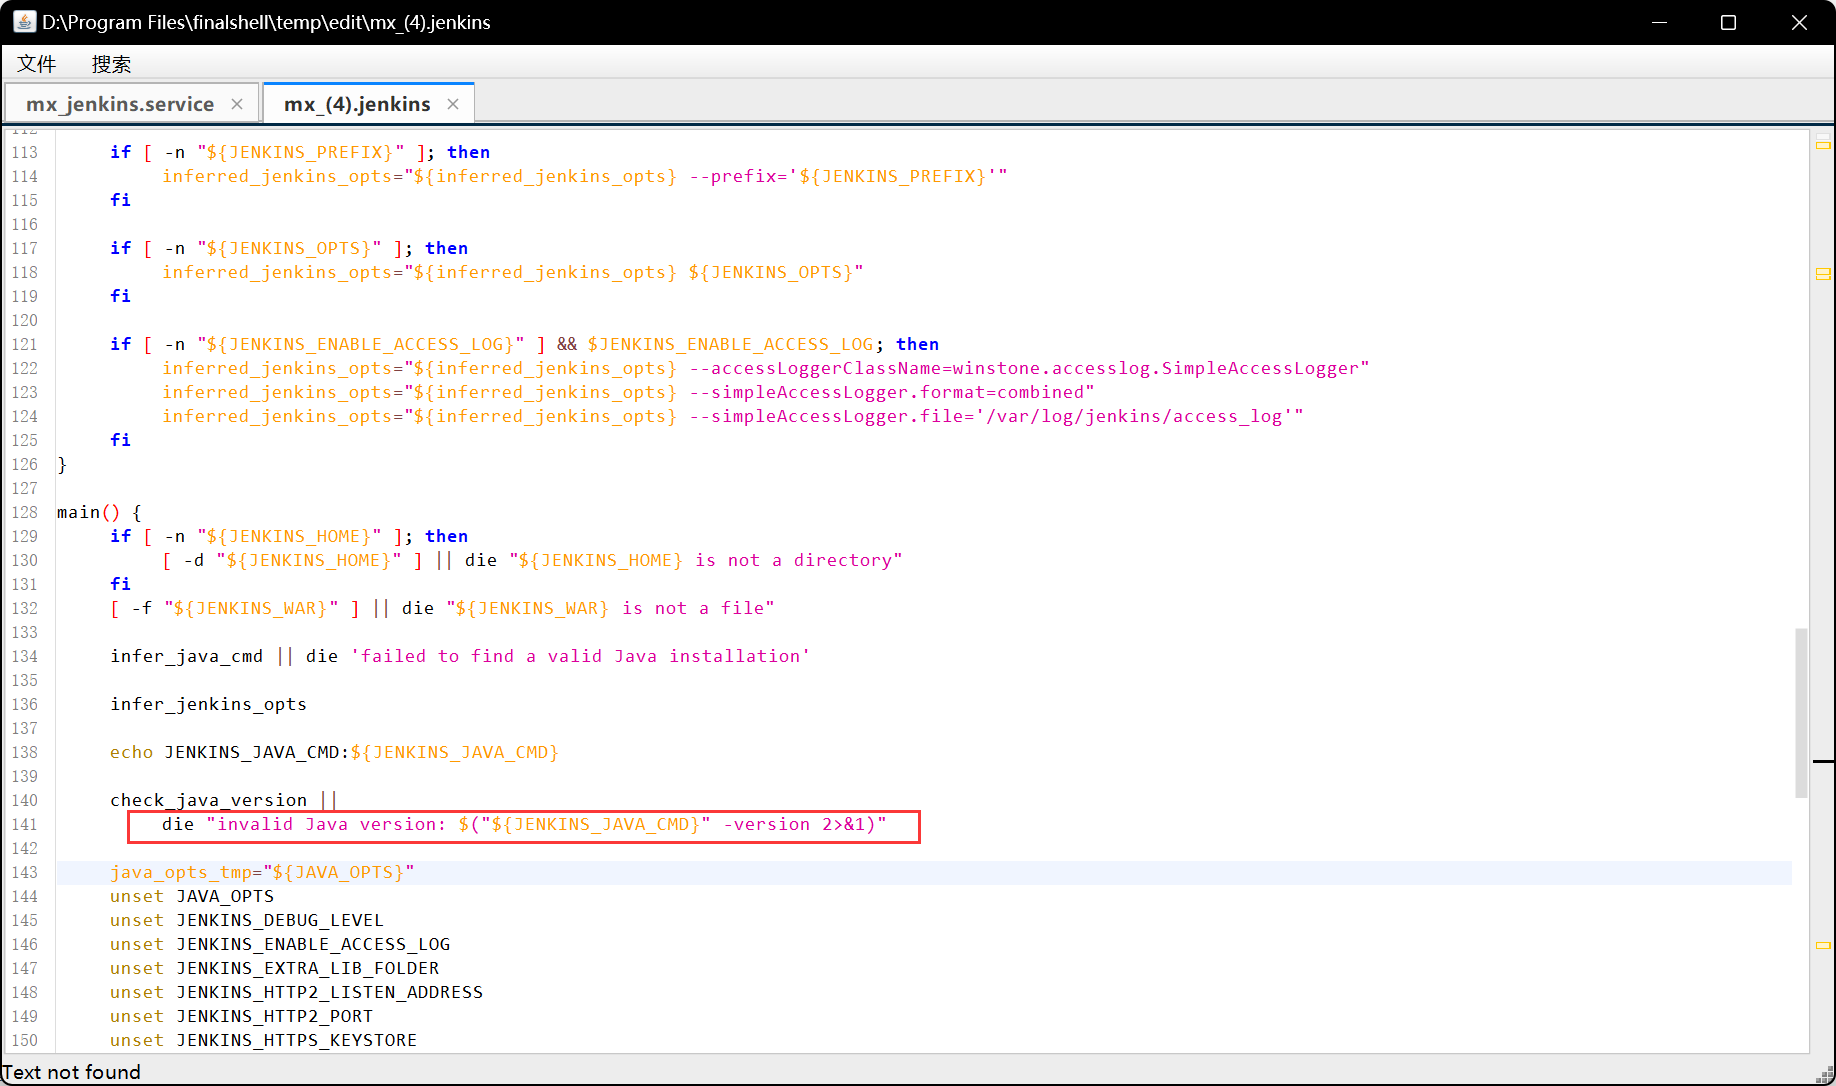 D:\Program Files\finalshell\temp\edit\mx_(4).jenkins
文件 搜索
mx_jenkins.service × mx_(4).jenkins ×
112
113 if [ -n "${JENKINS_PREFIX}" ]; then
114 inferred_jenkins_opts="${inferred_jenkins_opts} --prefix='${JENKINS_PREFIX}'"
115 fi
116
117 if [ -n "${JENKINS_OPTS}" ]; then
118 inferred_jenkins_opts="${inferred_jenkins_opts} ${JENKINS_OPTS}"
119 fi
120
121 if [ -n "${JENKINS_ENABLE_ACCESS_LOG}" ] && $JENKINS_ENABLE_ACCESS_LOG; then
122 inferred_jenkins_opts="${inferred_jenkins_opts} --accessLoggerClassName=winstone.accesslog.SimpleAccessLogger"
123 inferred_jenkins_opts="${inferred_jenkins_opts} --simpleAccessLogger.format=combined"
124 inferred_jenkins_opts="${inferred_jenkins_opts} --simpleAccessLogger.file='/var/log/jenkins/access_log'"
125 fi
126 }
127
128 main() {
129 if [ -n "${JENKINS_HOME}" ]; then
130 [ -d "${JENKINS_HOME}" ] || die "${JENKINS_HOME} is not a directory"
131 fi
132 [ -f "${JENKINS_WAR}" ] || die "${JENKINS_WAR} is not a file"
133
134 infer_java_cmd || die 'failed to find a valid Java installation'
135
136 infer_jenkins_opts
137
138 echo JENKINS_JAVA_CMD:${JENKINS_JAVA_CMD}
139
140 check_java_version ||
141 die "invalid Java version: $("${JENKINS_JAVA_CMD}" -version 2>&1)"
142
143 java_opts_tmp="${JAVA_OPTS}"
144 unset JAVA_OPTS
145 unset JENKINS_DEBUG_LEVEL
146 unset JENKINS_ENABLE_ACCESS_LOG
147 unset JENKINS_EXTRA_LIB_FOLDER
148 unset JENKINS_HTTP2_LISTEN_ADDRESS
149 unset JENKINS_HTTP2_PORT
150 unset JENKINS_HTTPS_KEYSTORE
Text not found